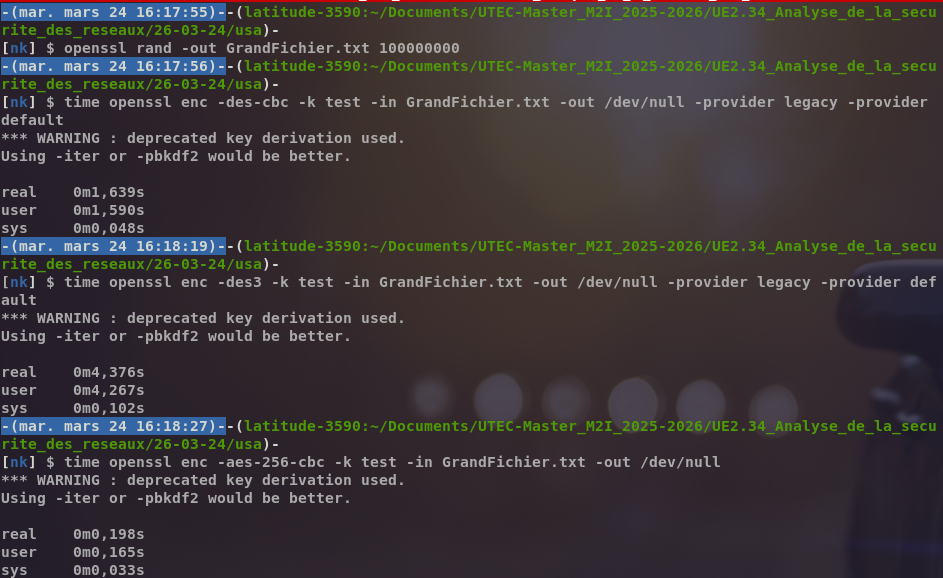 -(mar. mars 24 16:17:55)--(latitude-3590:~/Documents/UTEC-Master_M2I_2025-2026/UE2.34_Analyse_de_la_secu
rite_des_reseaux/26-03-24/usa)-
[nk] $ openssl rand -out GrandFichier.txt 100000000
-(mar. mars 24 16:17:56)--(latitude-3590:~/Documents/UTEC-Master_M2I_2025-2026/UE2.34_Analyse_de_la_secu
rite_des_reseaux/26-03-24/usa)-
[nk] $ time openssl enc -des-cbc -k test -in GrandFichier.txt -out /dev/null -provider legacy -provider
default
*** WARNING : deprecated key derivation used.
Using -iter or -pbkdf2 would be better.
real    0m1,639s
user    0m1,590s
sys     0m0,048s
-(mar. mars 24 16:18:19)--(latitude-3590:~/Documents/UTEC-Master_M2I_2025-2026/UE2.34_Analyse_de_la_secu
rite_des_reseaux/26-03-24/usa)-
[nk] $ time openssl enc -des3 -k test -in GrandFichier.txt -out /dev/null -provider legacy -provider def
ault
*** WARNING : deprecated key derivation used.
Using -iter or -pbkdf2 would be better.
real    0m4,376s
user    0m4,267s
sys     0m0,102s
-(mar. mars 24 16:18:27)--(latitude-3590:~/Documents/UTEC-Master_M2I_2025-2026/UE2.34_Analyse_de_la_secu
rite_des_reseaux/26-03-24/usa)-
[nk] $ time openssl enc -aes-256-cbc -k test -in GrandFichier.txt -out /dev/null
*** WARNING : deprecated key derivation used.
Using -iter or -pbkdf2 would be better.
real    0m0,198s
user    0m0,165s
sys     0m0,033s